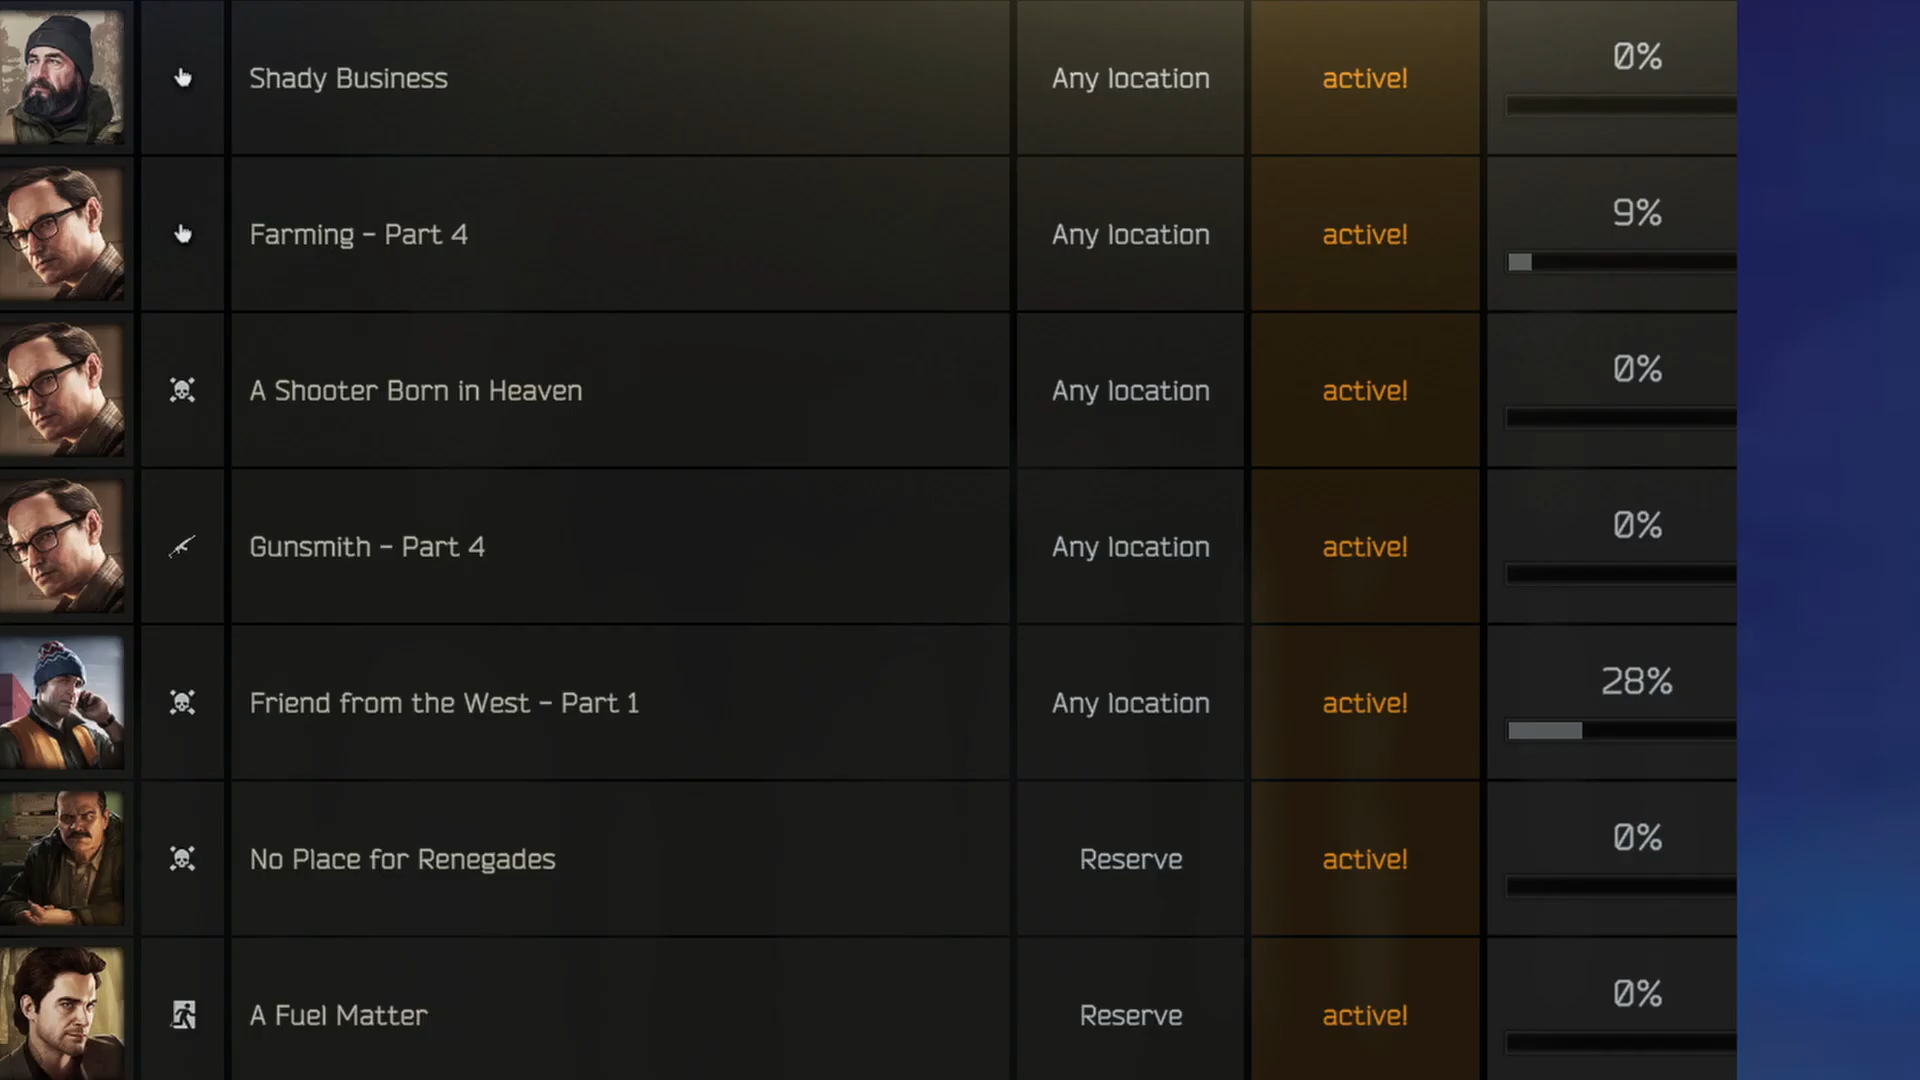 Shady Business Any location active! 0%
Farming – Part 4 Any location active! 9%
A Shooter Born in Heaven Any location active! 0%
Gunsmith – Part 4 Any location active! 0%
Friend from the West – Part 1 Any location active! 28%
No Place for Renegades Reserve active! 0%
A Fuel Matter Reserve active! 0%